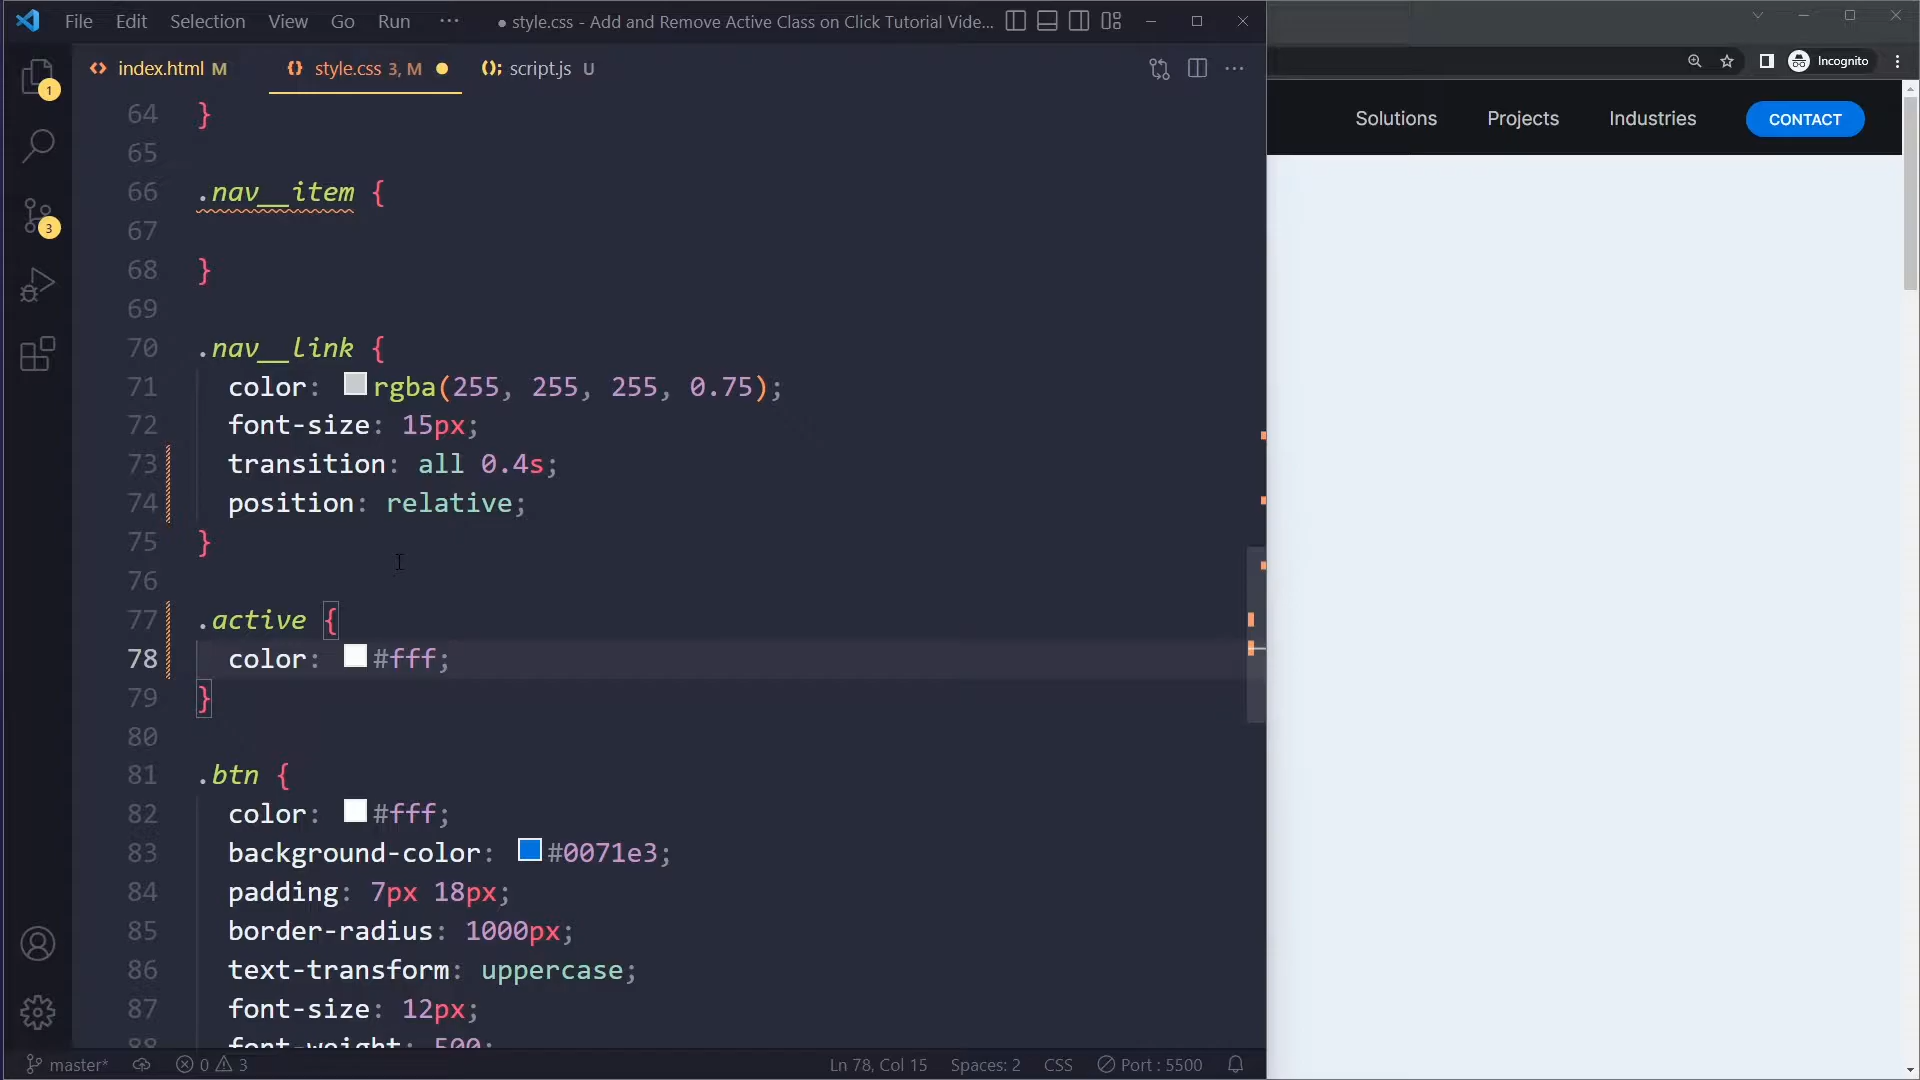 File Edit Selection View Go Run ··· ● style.css - Add and Remove Active Class on Click Tutorial Vide...
index.html M style.css 3, M script.js U
Incognito
Solutions Projects Industries CONTACT
1
3
64 }
65
66 .nav__item {
67
68 }
69
70 .nav__link {
71 color: rgba(255, 255, 255, 0.75);
72 font-size: 15px;
73 transition: all 0.4s;
74 position: relative;
75 }
76
77 .active {
78 color: #fff;
79 }
80
81 .btn {
82 color: #fff;
83 background-color: #0071e3;
84 padding: 7px 18px;
85 border-radius: 1000px;
86 text-transform: uppercase;
87 font-size: 12px;
88 font-weight: 500;
master* 0 3 Ln 78, Col 15 Spaces: 2 CSS Port : 5500